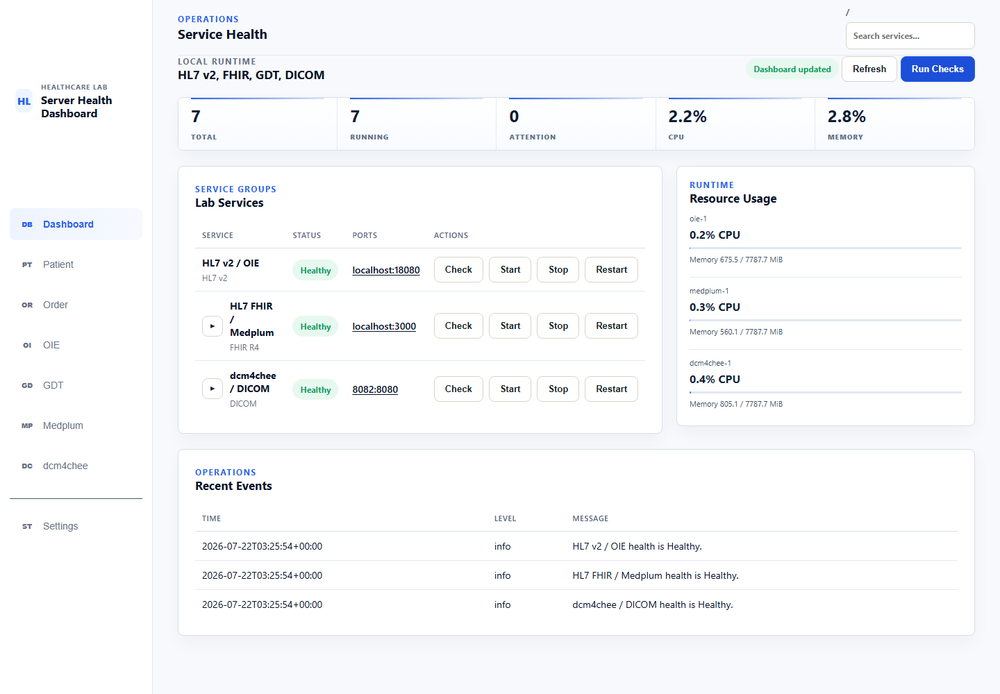 HL
HEALTHCARE LAB
Server Health
Dashboard
DB Dashboard
PT Patient
OR Order
OI OIE
GD GDT
MP Medplum
DC dcm4chee
ST Settings
OPERATIONS
Service Health
/
Search services...
LOCAL RUNTIME
HL7 v2, FHIR, GDT, DICOM
Dashboard updated
Refresh
Run Checks
7
TOTAL
7
RUNNING
0
ATTENTION
2.2%
CPU
2.8%
MEMORY
SERVICE GROUPS
Lab Services
SERVICE STATUS PORTS ACTIONS
HL7 v2 / OIE
HL7 v2
Healthy localhost:18080 Check Start Stop Restart
HL7 FHIR
/
Medplum
FHIR R4
Healthy localhost:3000 Check Start Stop Restart
dcm4chee
/ DICOM
DICOM
Healthy 8082:8080 Check Start Stop Restart
RUNTIME
Resource Usage
oie-1
0.2% CPU
Memory 675.5 / 7787.7 MiB
medplum-1
0.3% CPU
Memory 560.1 / 7787.7 MiB
dcm4chee-1
0.4% CPU
Memory 805.1 / 7787.7 MiB
OPERATIONS
Recent Events
TIME LEVEL MESSAGE
2026-07-22T03:25:54+00:00 info HL7 v2 / OIE health is Healthy.
2026-07-22T03:25:54+00:00 info HL7 FHIR / Medplum health is Healthy.
2026-07-22T03:25:54+00:00 info dcm4chee / DICOM health is Healthy.